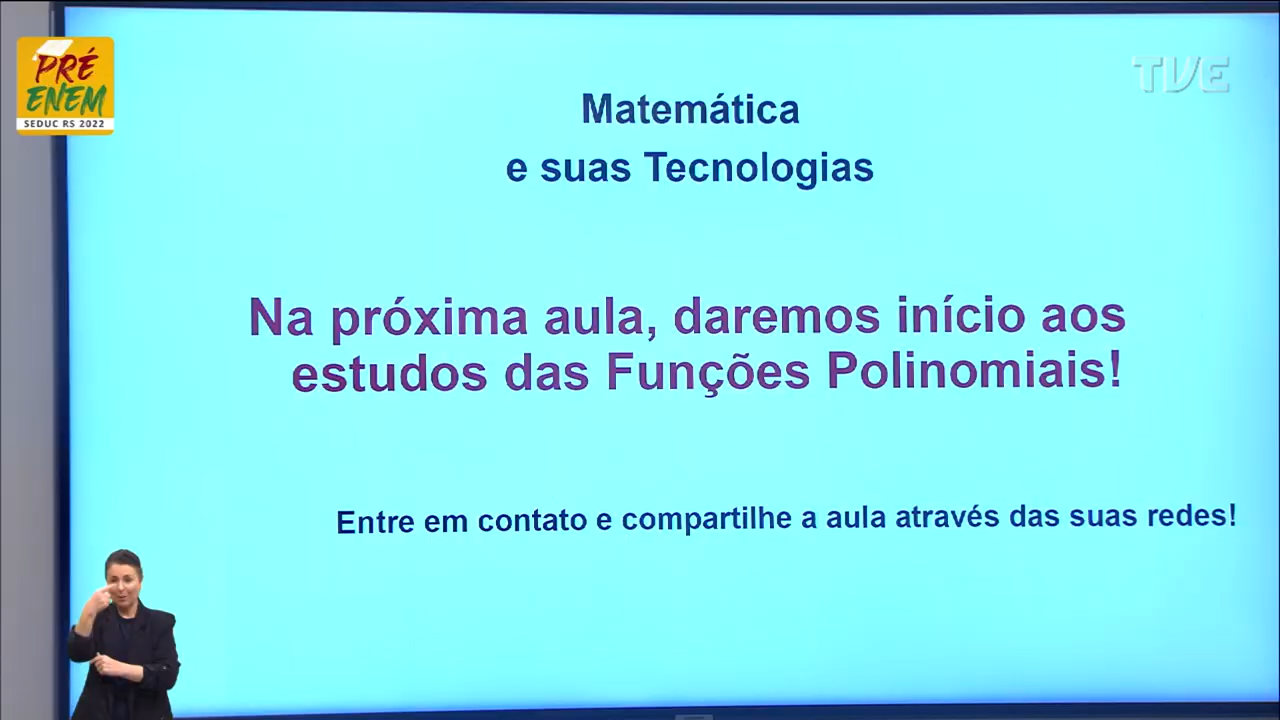 PRÉ
ENEM
SEDUC RS 2022
TVE
Matemática
e suas Tecnologias
Na próxima aula, daremos início aos
estudos das Funções Polinomiais!
Entre em contato e compartilhe a aula através das suas redes!